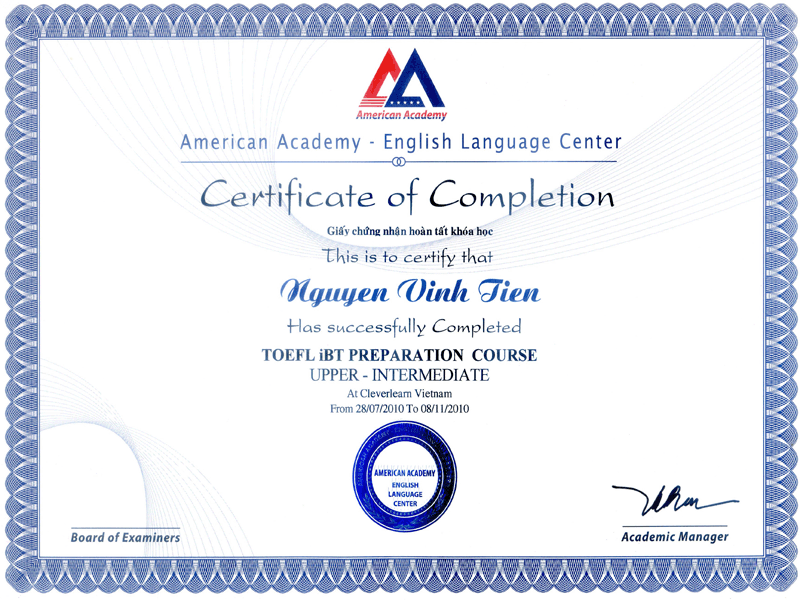 American Academy
American Academy - English Language Center
Certificate of Completion
Giấy chứng nhận hoàn tất khóa học
This is to certify that
Nguyen Vinh Tien
Has successfully Completed
TOEFL iBT PREPARATION COURSE
UPPER - INTERMEDIATE
At Cleverlearn Vietnam
From 28/07/2010 To 08/11/2010
AMERICAN ACADEMY
ENGLISH
LANGUAGE
CENTER
Board of Examiners
Academic Manager